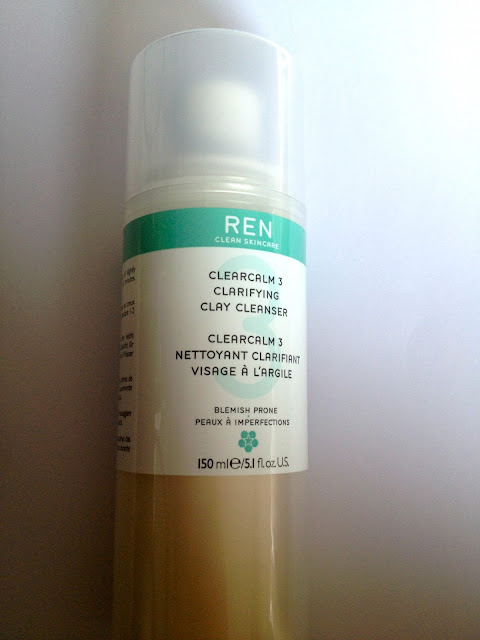 REN
CLEAN SKINCARE
3
CLEARCALM 3
CLARIFYING
CLAY CLEANSER
CLEARCALM 3
NETTOYANT CLARIFIANT
VISAGE À L'ARGILE
BLEMISH PRONE
PEAUX À IMPERFECTIONS
150 ml℮/5.1 fl.oz.U.S.